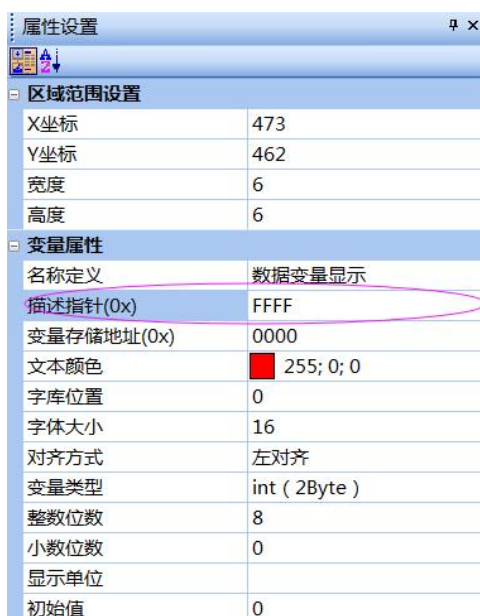 属性设置
区域范围设置
X坐标 473
Y坐标 462
宽度 6
高度 6
变量属性
名称定义 数据变量显示
描述指针(0x) FFFF
变量存储地址(0x) 0000
文本颜色 255; 0; 0
字库位置 0
字体大小 16
对齐方式 左对齐
变量类型 int ( 2Byte )
整数位数 8
小数位数 0
显示单位
初始值 0